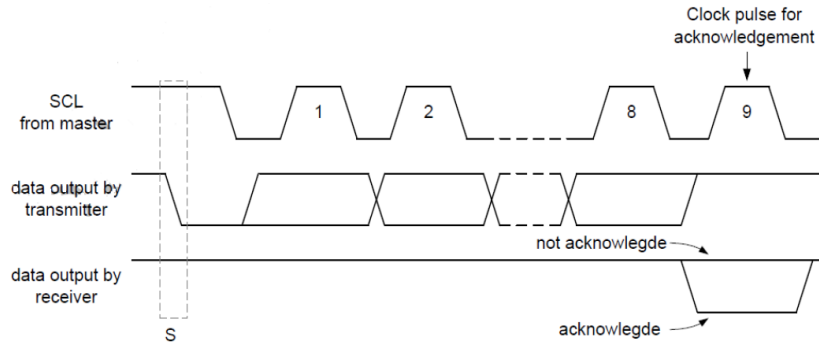 Clock pulse for
acknowledgement
SCL
from master
1
2
8
9
data output by
transmitter
not acknowlegde
data output by
receiver
acknowlegde
S